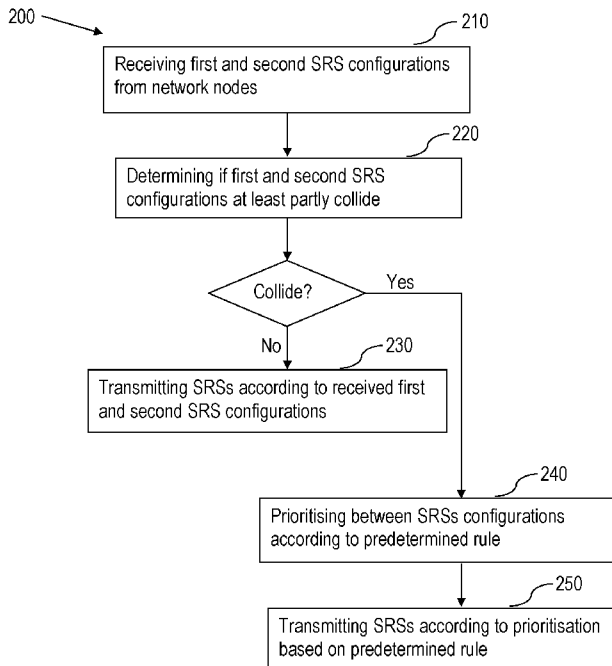 200
210
Receiving first and second SRS configurations
from network nodes
220
Determining if first and second SRS
configurations at least partly collide
Collide?
Yes
No
230
Transmitting SRSs according to received first
and second SRS configurations
240
Prioritising between SRSs configurations
according to predetermined rule
250
Transmitting SRSs according to prioritisation
based on predetermined rule